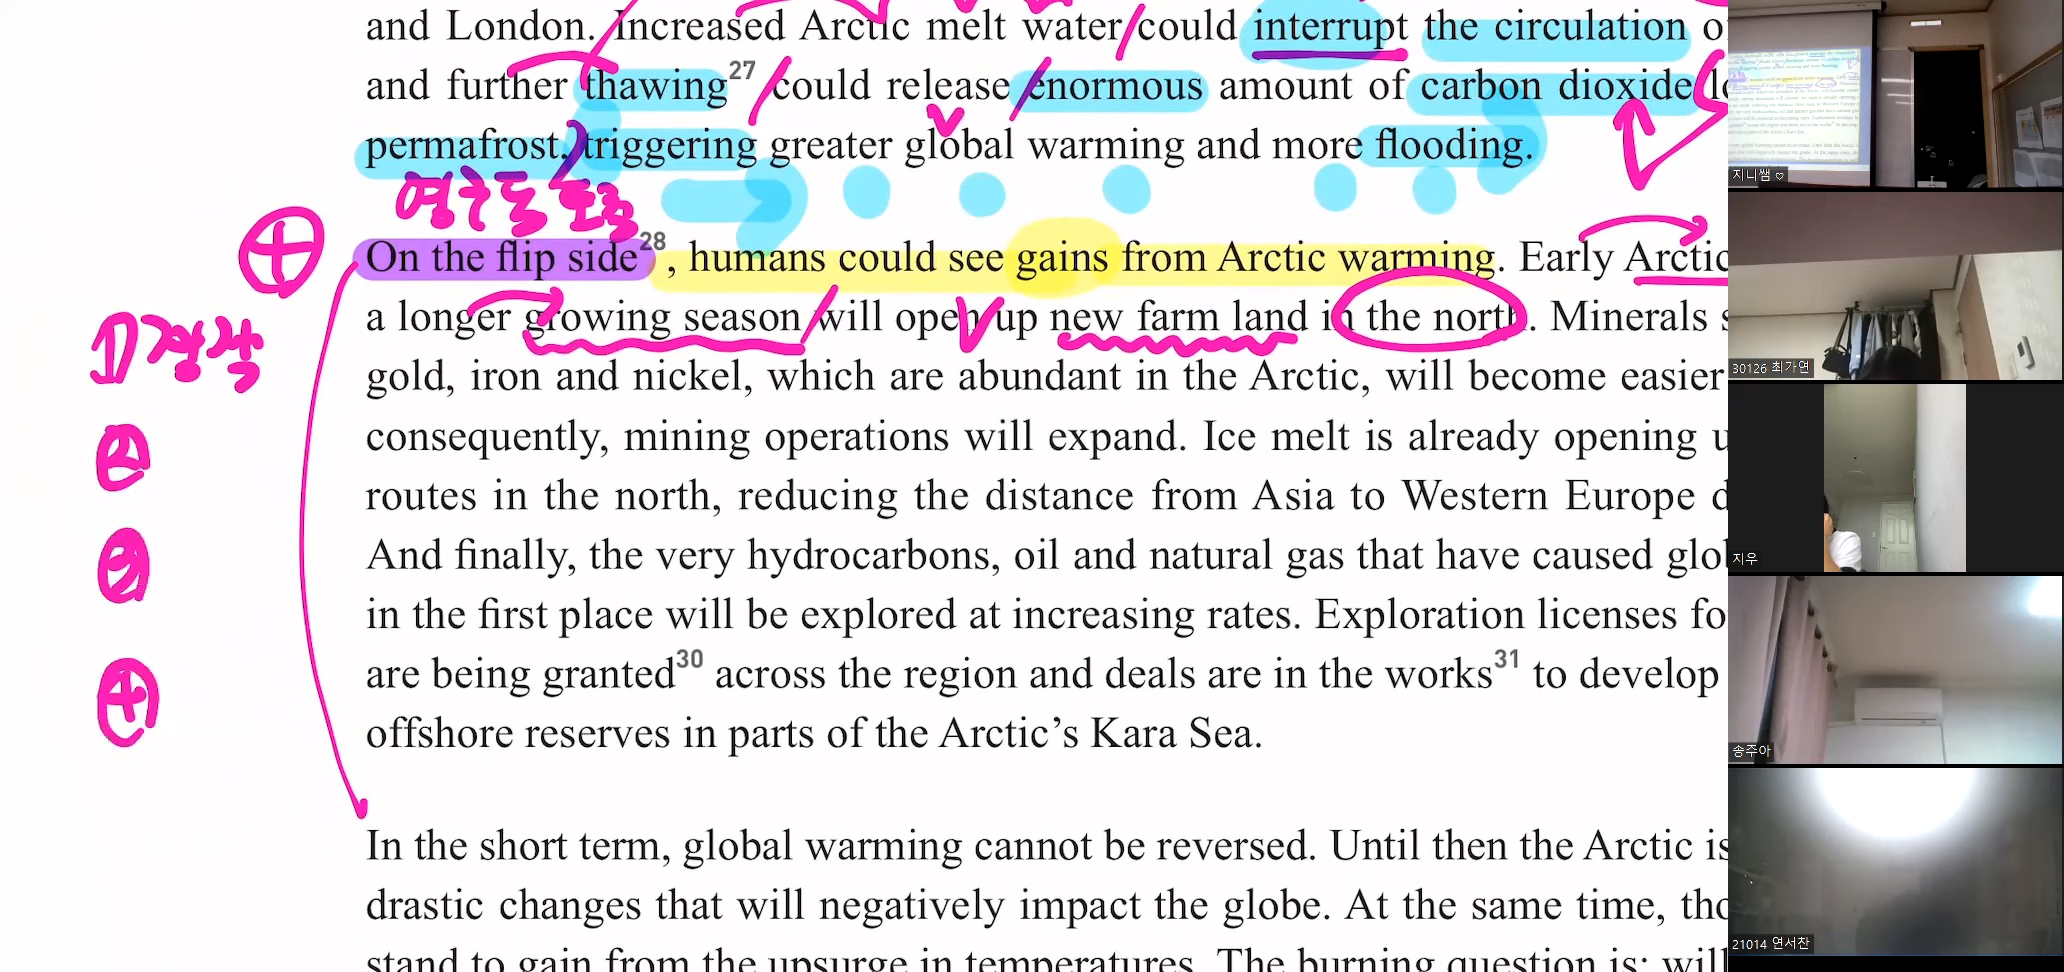 and London. Increased Arctic melt water could interrupt the circulation o
and further thawing27 could release enormous amount of carbon dioxide l
permafrost, triggering greater global warming and more flooding.
영구동토층
On the flip side28, humans could see gains from Arctic warming. Early Arctic
a longer growing season will open up new farm land in the north. Minerals s
gold, iron and nickel, which are abundant in the Arctic, will become easier
consequently, mining operations will expand. Ice melt is already opening u
routes in the north, reducing the distance from Asia to Western Europe d
And finally, the very hydrocarbons, oil and natural gas that have caused glo
in the first place will be explored at increasing rates. Exploration licenses fo
are being granted30 across the region and deals are in the works31 to develop
offshore reserves in parts of the Arctic’s Kara Sea.
In the short term, global warming cannot be reversed. Until then the Arctic is
drastic changes that will negatively impact the globe. At the same time, tho
stand to gain from the upsurge in temperatures. The burning question is: will
1)
②
③
④
지니쌤 ♡
30126 최가연
지우
송주아
21014 연서찬